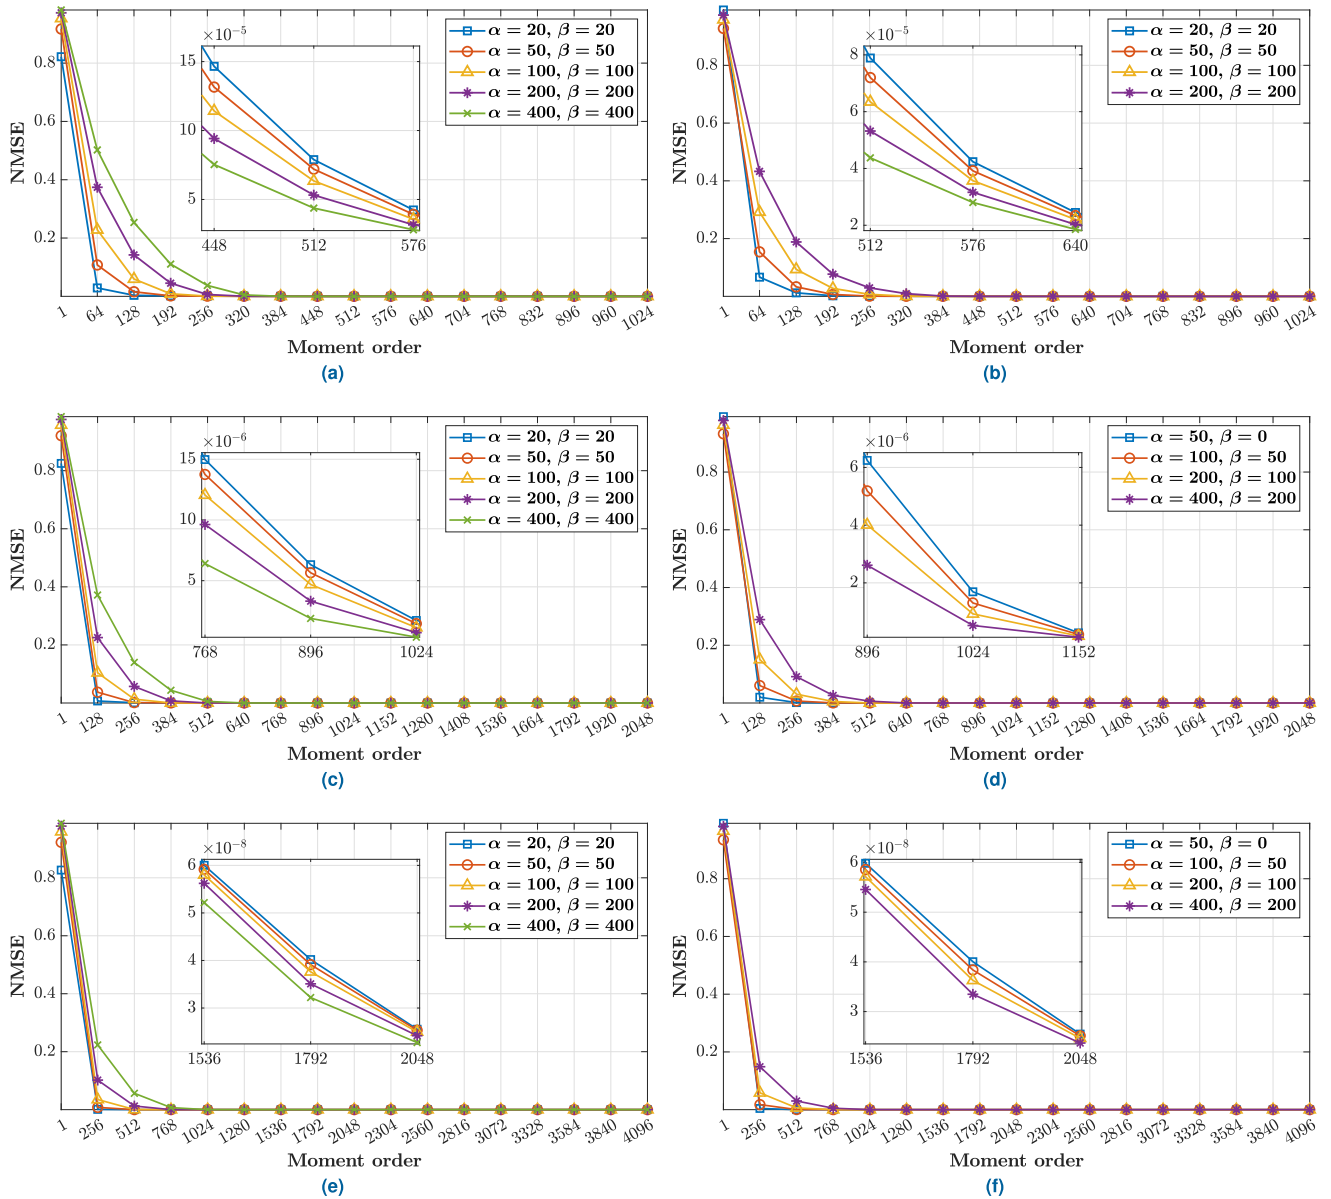 NMSE
0.8
0.6
0.4
0.2
α = 20, β = 20
α = 50, β = 50
α = 100, β = 100
α = 200, β = 200
α = 400, β = 400
×10⁻⁵
15
10
5
448 512 576
1 64 128 192 256 320 384 448 512 576 640 704 768 832 896 960 1024
Moment order
(a)
NMSE
0.8
0.6
0.4
0.2
α = 20, β = 20
α = 50, β = 50
α = 100, β = 100
α = 200, β = 200
×10⁻⁵
8
6
4
2
512 576 640
1 64 128 192 256 320 384 448 512 576 640 704 768 832 896 960 1024
Moment order
(b)
NMSE
0.8
0.6
0.4
0.2
α = 20, β = 20
α = 50, β = 50
α = 100, β = 100
α = 200, β = 200
α = 400, β = 400
×10⁻⁶
15
10
5
768 896 1024
1 128 256 384 512 640 768 896 1024 1152 1280 1408 1536 1664 1792 1920 2048
Moment order
(c)
NMSE
0.8
0.6
0.4
0.2
α = 50, β = 0
α = 100, β = 50
α = 200, β = 100
α = 400, β = 200
×10⁻⁶
6
4
2
896 1024 1152
1 128 256 384 512 640 768 896 1024 1152 1280 1408 1536 1664 1792 1920 2048
Moment order
(d)
NMSE
0.8
0.6
0.4
0.2
α = 20, β = 20
α = 50, β = 50
α = 100, β = 100
α = 200, β = 200
α = 400, β = 400
×10⁻⁸
6
5
4
3
1536 1792 2048
1 256 512 768 1024 1280 1536 1792 2048 2304 2560 2816 3072 3328 3584 3840 4096
Moment order
(e)
NMSE
0.8
0.6
0.4
0.2
α = 50, β = 0
α = 100, β = 50
α = 200, β = 100
α = 400, β = 200
×10⁻⁸
6
5
4
3
1536 1792 2048
1 256 512 768 1024 1280 1536 1792 2048 2304 2560 2816 3072 3328 3584 3840 4096
Moment order
(f)